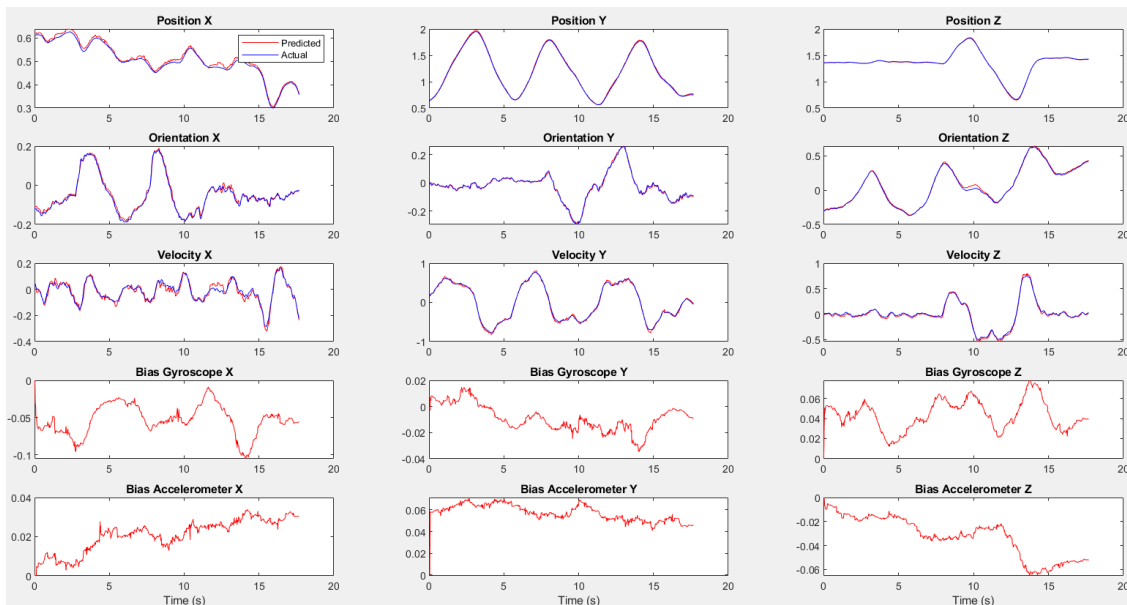 Position X
Position Y
Position Z
0.6
0.5
0.4
0.3
Predicted
Actual
2
1.5
1
0.5
2
1.5
1
0.5
0 5 10 15 20
0 5 10 15 20
0 5 10 15 20
Orientation X
Orientation Y
Orientation Z
0.2
0
-0.2
0.2
0
-0.2
0.5
0
-0.5
0 5 10 15 20
0 5 10 15 20
0 5 10 15 20
Velocity X
Velocity Y
Velocity Z
0.2
0
-0.2
-0.4
1
0
-1
1
0.5
0
-0.5
0 5 10 15 20
0 5 10 15 20
0 5 10 15 20
Bias Gyroscope X
Bias Gyroscope Y
Bias Gyroscope Z
0
-0.05
-0.1
0.02
0
-0.02
-0.04
0.06
0.04
0.02
0
0 5 10 15 20
0 5 10 15 20
0 5 10 15 20
Bias Accelerometer X
Bias Accelerometer Y
Bias Accelerometer Z
0.04
0.02
0
0.06
0.04
0.02
0
0
-0.02
-0.04
-0.06
0 5 10 15 20
0 5 10 15 20
0 5 10 15 20
Time (s)
Time (s)
Time (s)